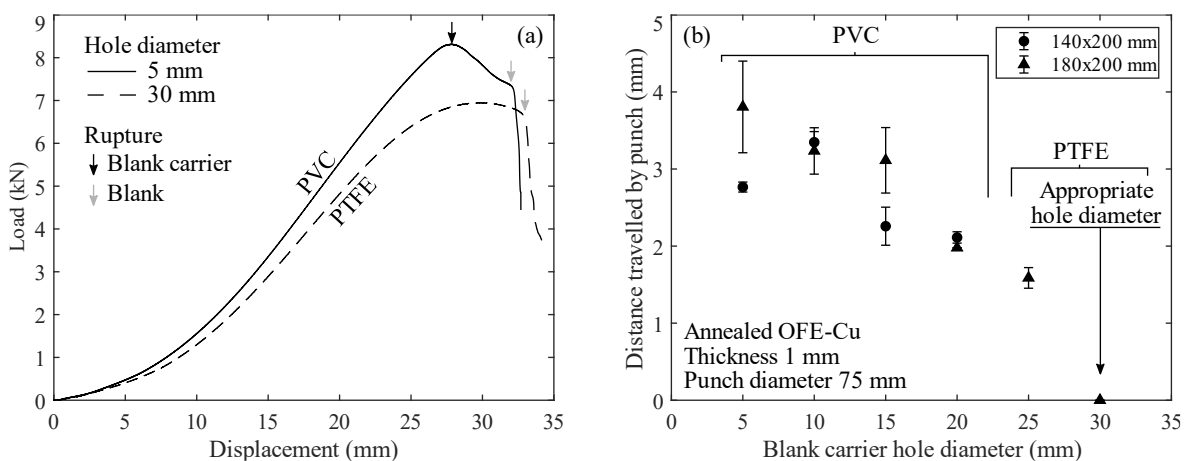 (a)
Hole diameter
5 mm
30 mm
Rupture
Blank carrier
Blank
PVC
PTFE
9
8
7
6
5
4
3
2
1
0
Load (kN)
0 5 10 15 20 25 30 35
Displacement (mm)
(b)
PVC
140x200 mm
180x200 mm
PTFE
Appropriate
hole diameter
Annealed OFE-Cu
Thickness 1 mm
Punch diameter 75 mm
5
4
3
2
1
0
Distance travelled by punch (mm)
0 5 10 15 20 25 30 35
Blank carrier hole diameter (mm)